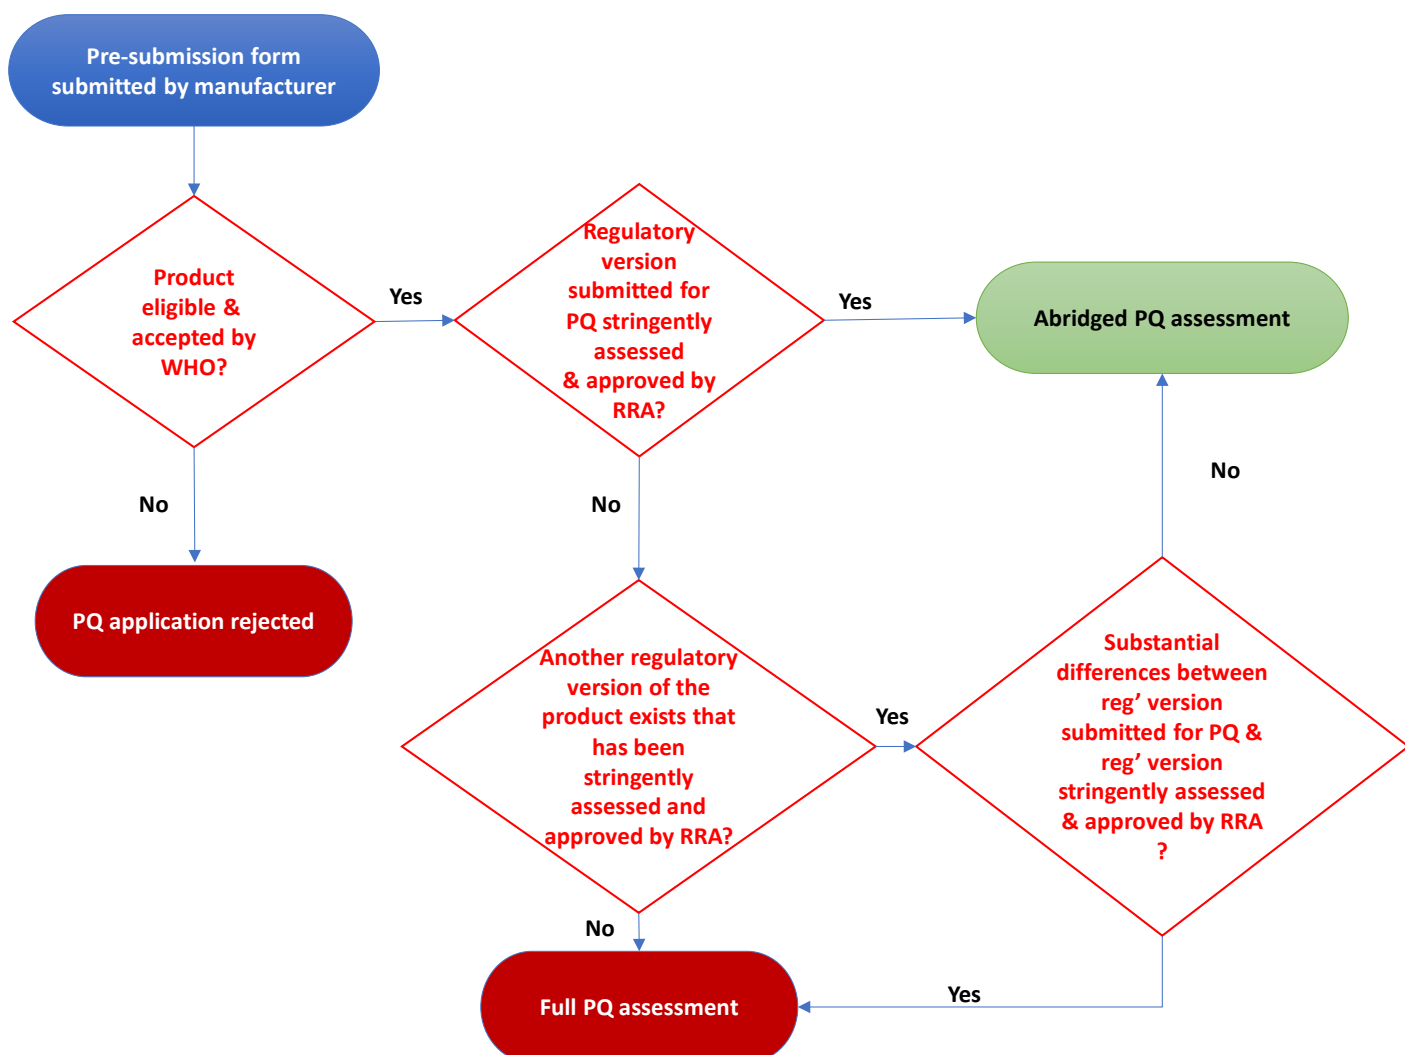 Pre-submission form
submitted by manufacturer
Product
eligible &
accepted by
WHO?
Yes
Regulatory
version
submitted for
PQ stringently
assessed
& approved by
RRA?
Yes
Abridged PQ assessment
No
PQ application rejected
No
Another regulatory
version of the
product exists that
has been
stringently
assessed and
approved by RRA?
Yes
Substantial
differences between
reg’ version
submitted for PQ &
reg’ version
stringently assessed
& approved by RRA
?
No
No
Full PQ assessment
Yes